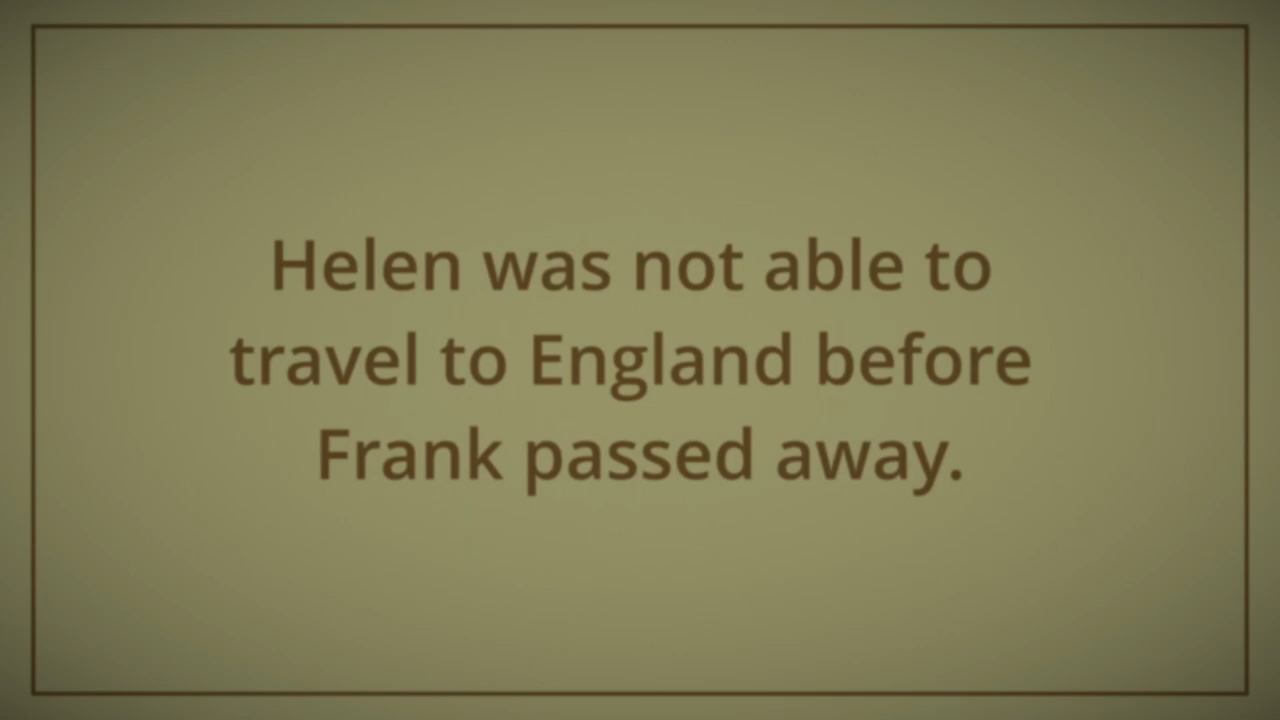 Helen was not able to
travel to England before
Frank passed away.